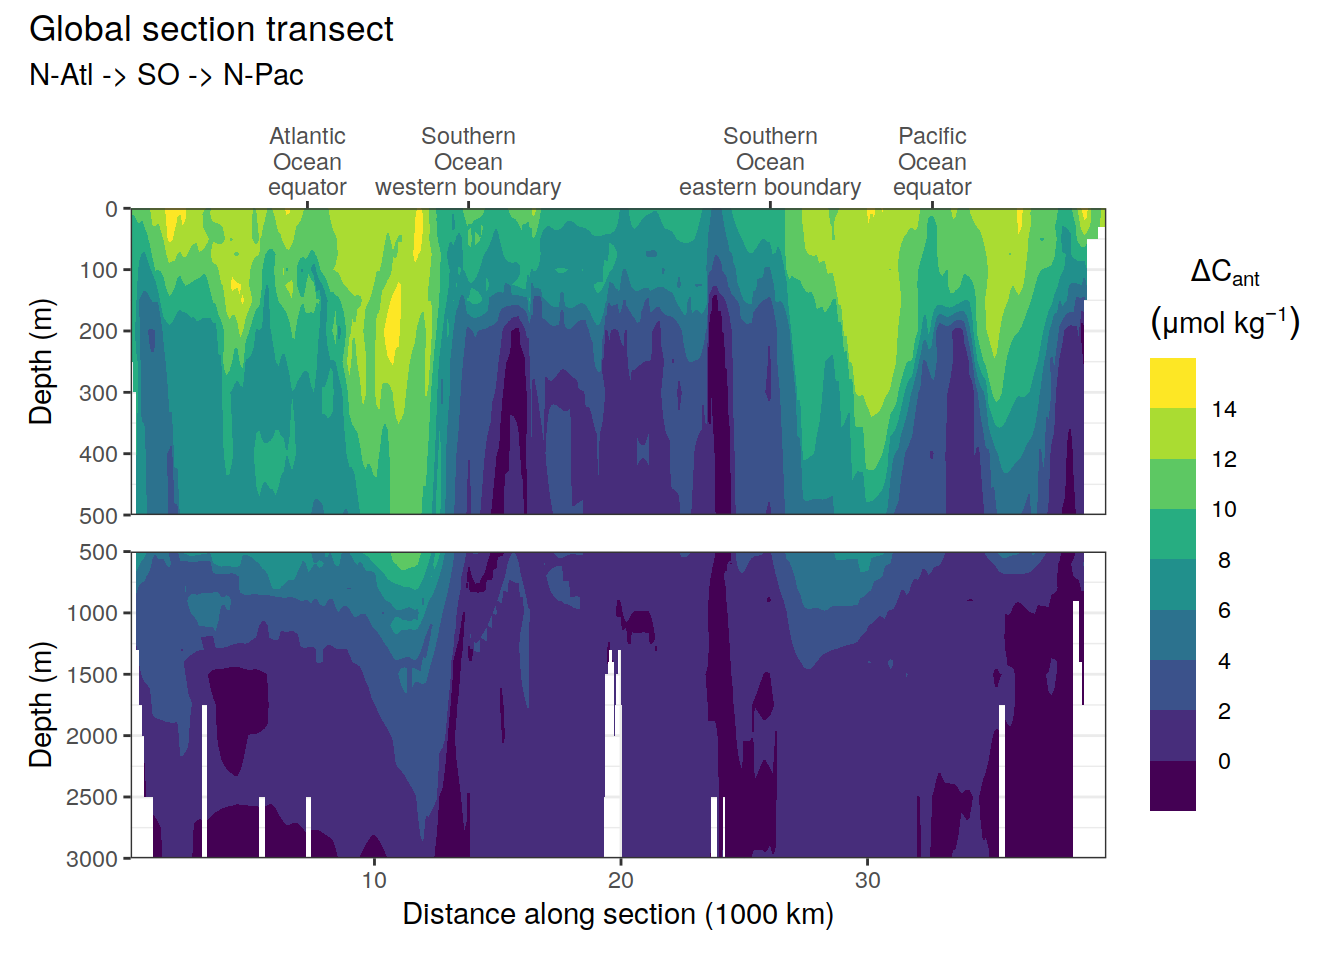 Global section transect
N-Atl -> SO -> N-Pac
Atlantic
Ocean
equator
Southern
Ocean
western boundary
Southern
Ocean
eastern boundary
Pacific
Ocean
equator
0
100
200
300
400
500
Depth (m)
500
1000
1500
2000
2500
3000
Depth (m)
10
20
30
Distance along section (1000 km)
ΔCant
(μmol kg⁻¹)
14
12
10
8
6
4
2
0